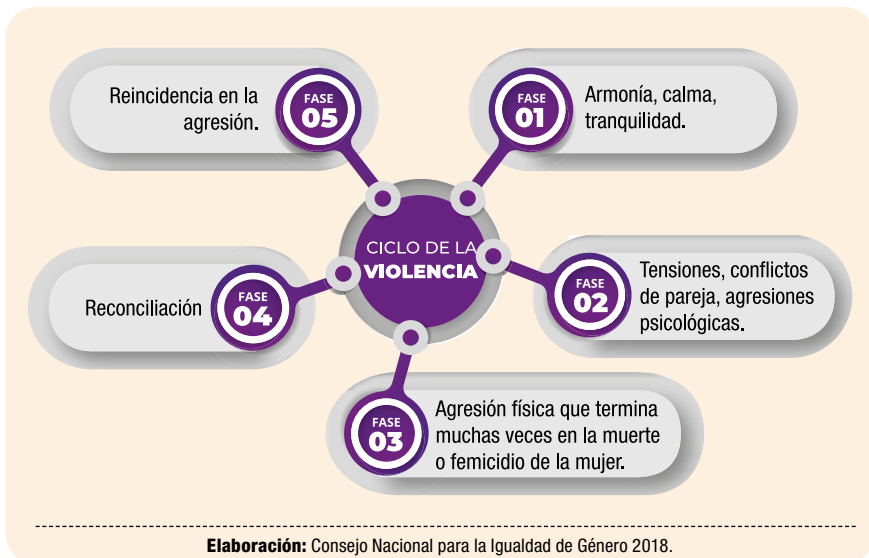 CICLO DE LA
VIOLENCIA
FASE
01
Armonía, calma,
tranquilidad.
FASE
02
Tensiones, conflictos
de pareja, agresiones
psicológicas.
FASE
03
Agresión física que termina
muchas veces en la muerte
o femicidio de la mujer.
FASE
04
Reconciliación
FASE
05
Reincidencia en la
agresión.
Elaboración: Consejo Nacional para la Igualdad de Género 2018.